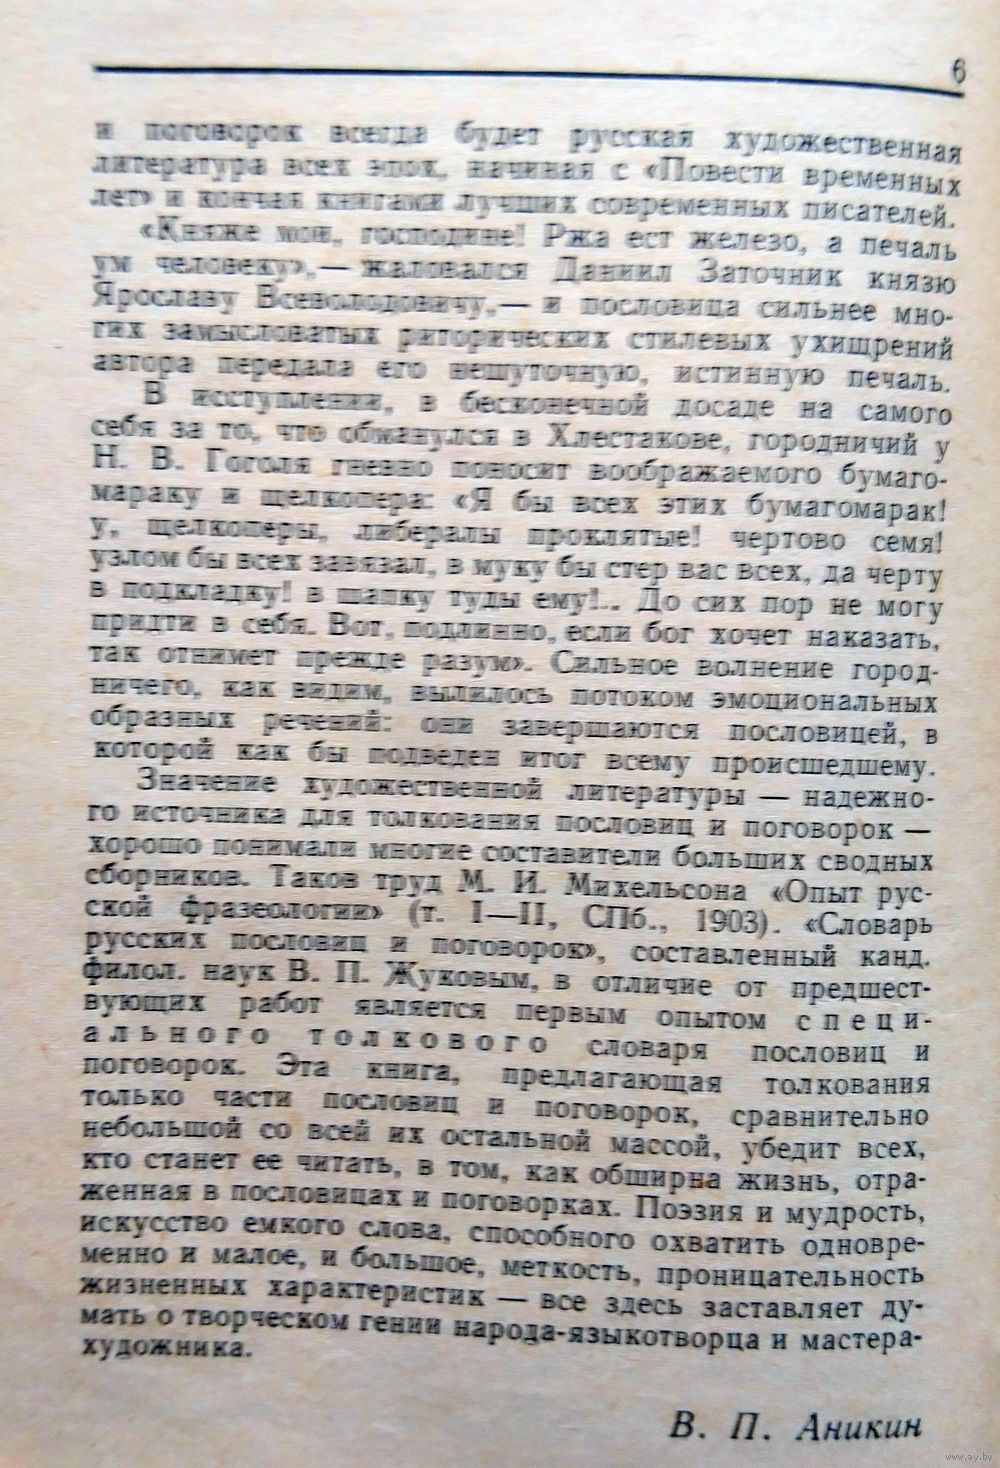 6
и поговорок всегда будет русская художественная
литература всех эпох, начиная с «Повести временных
лет» и кончая книгами лучших современных писателей.
«Княже мои, господине! Ржа ест железо, а печаль
ум человеку»,— жаловался Даниил Заточник князю
Ярославу Всеволодовичу,— и пословица сильнее мно-
гих замысловатых риторических стилевых ухищрений
автора передала его нешуточную, истинную печаль.
В исступлении, в бесконечной досаде на самого
себя за то, что обманулся в Хлестакове, городничий у
Н. В. Гоголя гневно поносит воображаемого бумаго-
мараку и щелкопера: «Я бы всех этих бумагомарак!
у, щелкоперы, либералы проклятые! чертово семя!
узлом бы всех завязал, в муку бы стер вас всех, да черту
в подкладку! в шапку туды ему!.. До сих пор не могу
придти в себя. Вот, подлинно, если бог хочет наказать,
так отнимет прежде разум». Сильное волнение город-
ничего, как видим, вылилось потоком эмоциональных
образных речений: они завершаются пословицей, в
которой как бы подведен итог всему происшедшему.
Значение художественной литературы — надежно-
го источника для толкования пословиц и поговорок —
хорошо понимали многие составители больших сводных
сборников. Таков труд М. И. Михельсона «Опыт рус-
ской фразеологии» (т. I—II, СПб., 1903). «Словарь
русских пословиц и поговорок», составленный канд.
филол. наук В. П. Жуковым, в отличие от предшест-
вующих работ является первым опытом специ-
ального толкового словаря пословиц и
поговорок. Эта книга, предлагающая толкования
только части пословиц и поговорок, сравнительно
небольшой со всей их остальной массой, убедит всех,
кто станет ее читать, в том, как обширна жизнь, отра-
женная в пословицах и поговорках. Поэзия и мудрость,
искусство емкого слова, способного охватить одновре-
менно и малое, и большое, меткость, проницательность
жизненных характеристик — все здесь заставляет ду-
мать о творческом гении народа-языкотворца и мастера-
художника.
В. П. Аникин
www.ay.by